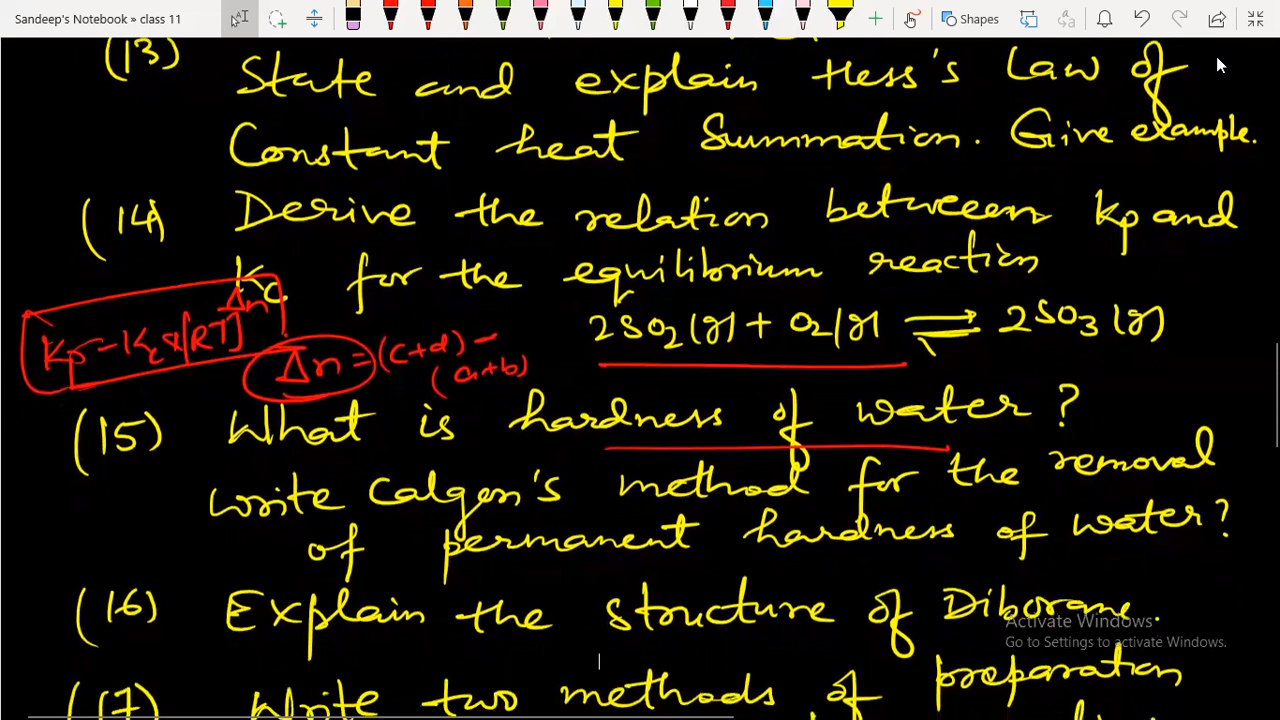 Sandeep's Notebook » class 11
Shapes
(13)
State and explain Hess's Law of
Constant heat Summation. Give example.
(14) Derive the relation betweeen Kp and
Kc for the equilibrium reaction
2SO2(g) + O2(g) ⇌ 2SO3(g)
Kp = Kc x [RT]^Δn
Δn = (c+d) -
(a+b)
(15) What is hardness of water?
write Calgon's method for the removal
of permanent hardness of water?
(16) Explain the structure of Diborane.
Activate Windows
Go to Settings to activate Windows.
(17) Write two methods of preparation